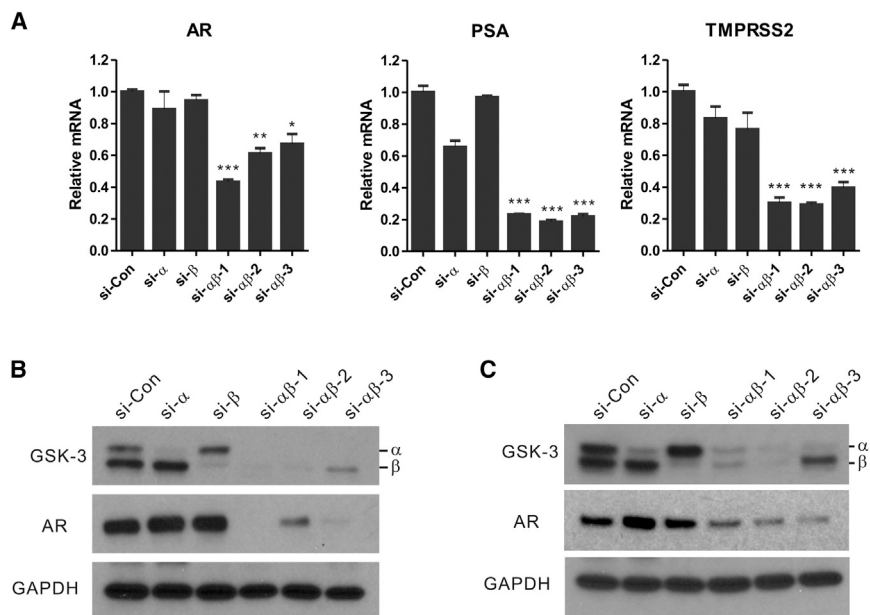 A
AR
PSA
TMPRSS2
Relative mRNA
1.2
1.0
0.8
0.6
0.4
0.2
0.0
***
**
*
si-Con
si-α
si-β
si-αβ-1
si-αβ-2
si-αβ-3
Relative mRNA
1.2
1.0
0.8
0.6
0.4
0.2
0.0
***
***
***
si-Con
si-α
si-β
si-αβ-1
si-αβ-2
si-αβ-3
Relative mRNA
1.2
1.0
0.8
0.6
0.4
0.2
0.0
***
***
***
si-Con
si-α
si-β
si-αβ-1
si-αβ-2
si-αβ-3
B
si-Con
si-α
si-β
si-αβ-1
si-αβ-2
si-αβ-3
GSK-3
α
β
AR
GAPDH
C
si-Con
si-α
si-β
si-αβ-1
si-αβ-2
si-αβ-3
GSK-3
α
β
AR
GAPDH